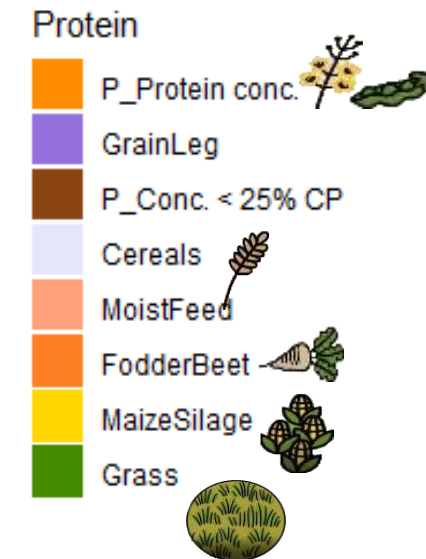 Protein
P_Protein conc.
GrainLeg
P_Conc. < 25% CP
Cereals
MoistFeed
FodderBeet
MaizeSilage
Grass